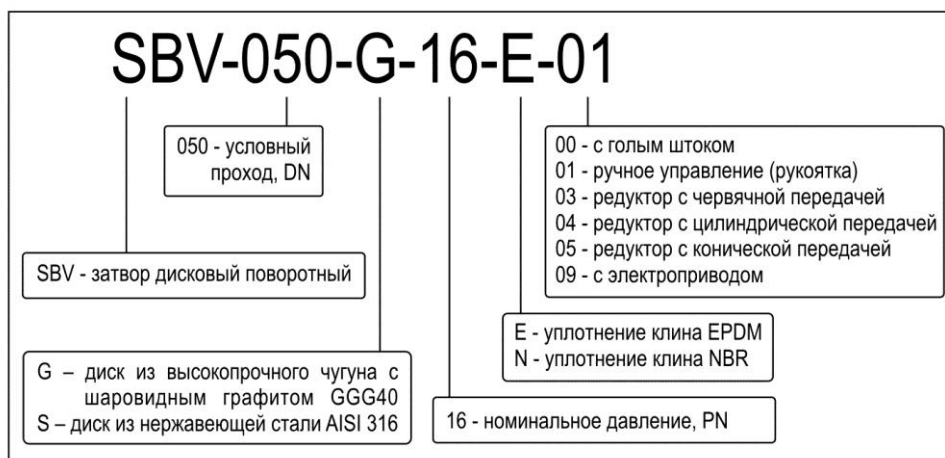 SBV-050-G-16-E-01
050 - условный
проход, DN
00 - с голым штоком
01 - ручное управление (рукоятка)
03 - редуктор с червячной передачей
04 - редуктор с цилиндрической передачей
05 - редуктор с конической передачей
09 - с электроприводом
SBV - затвор дисковый поворотный
E - уплотнение клина EPDM
N - уплотнение клина NBR
G – диск из высокопрочного чугуна с
шаровидным графитом GGG40
S – диск из нержавеющей стали AISI 316
16 - номинальное давление, PN